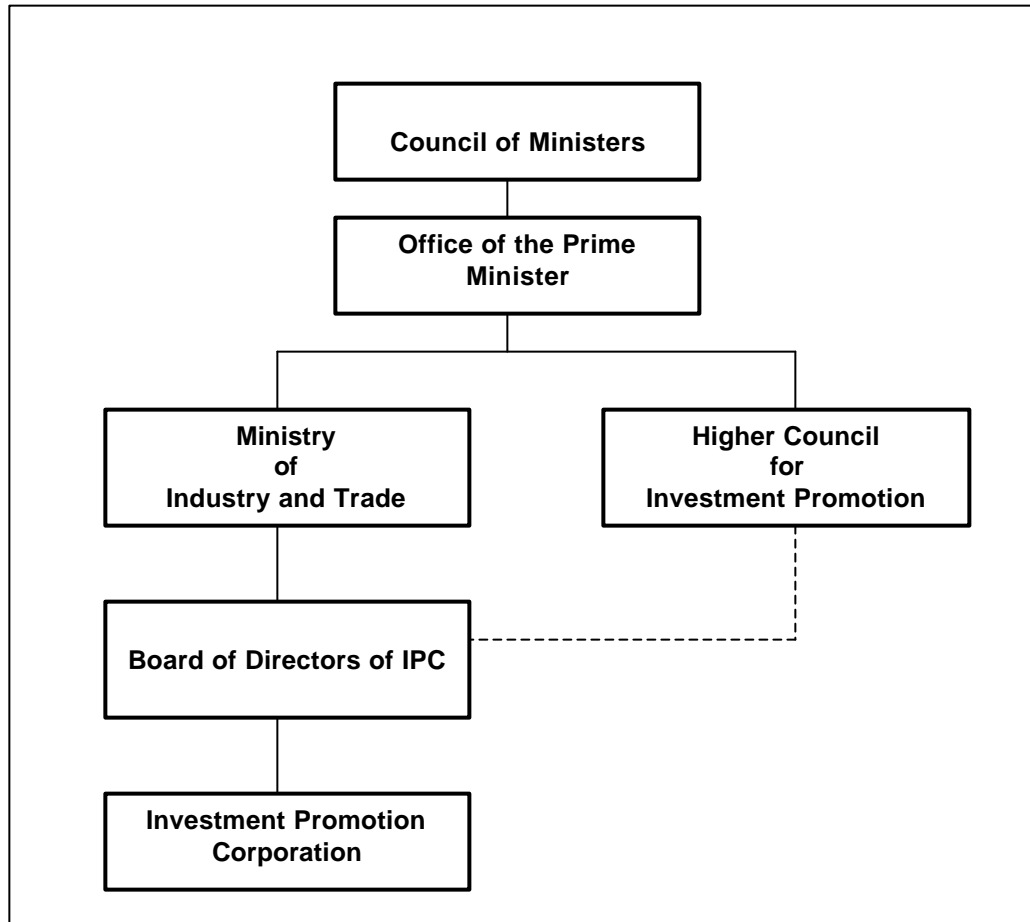 Council of Ministers
Office of the Prime
Minister
Ministry
of
Industry and Trade
Higher Council
for
Investment Promotion
Board of Directors of IPC
Investment Promotion
Corporation